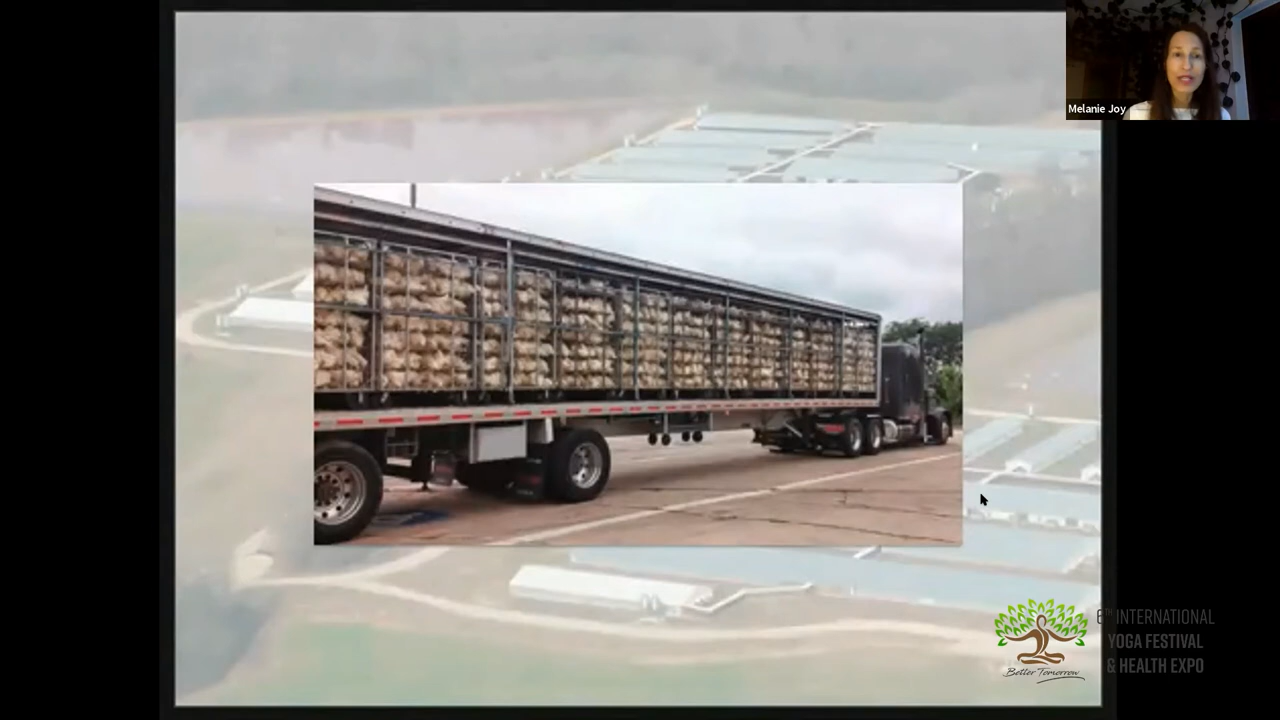 Melanie Joy
6TH INTERNATIONAL
YOGA FESTIVAL
& HEALTH EXPO
Better Tomorrow